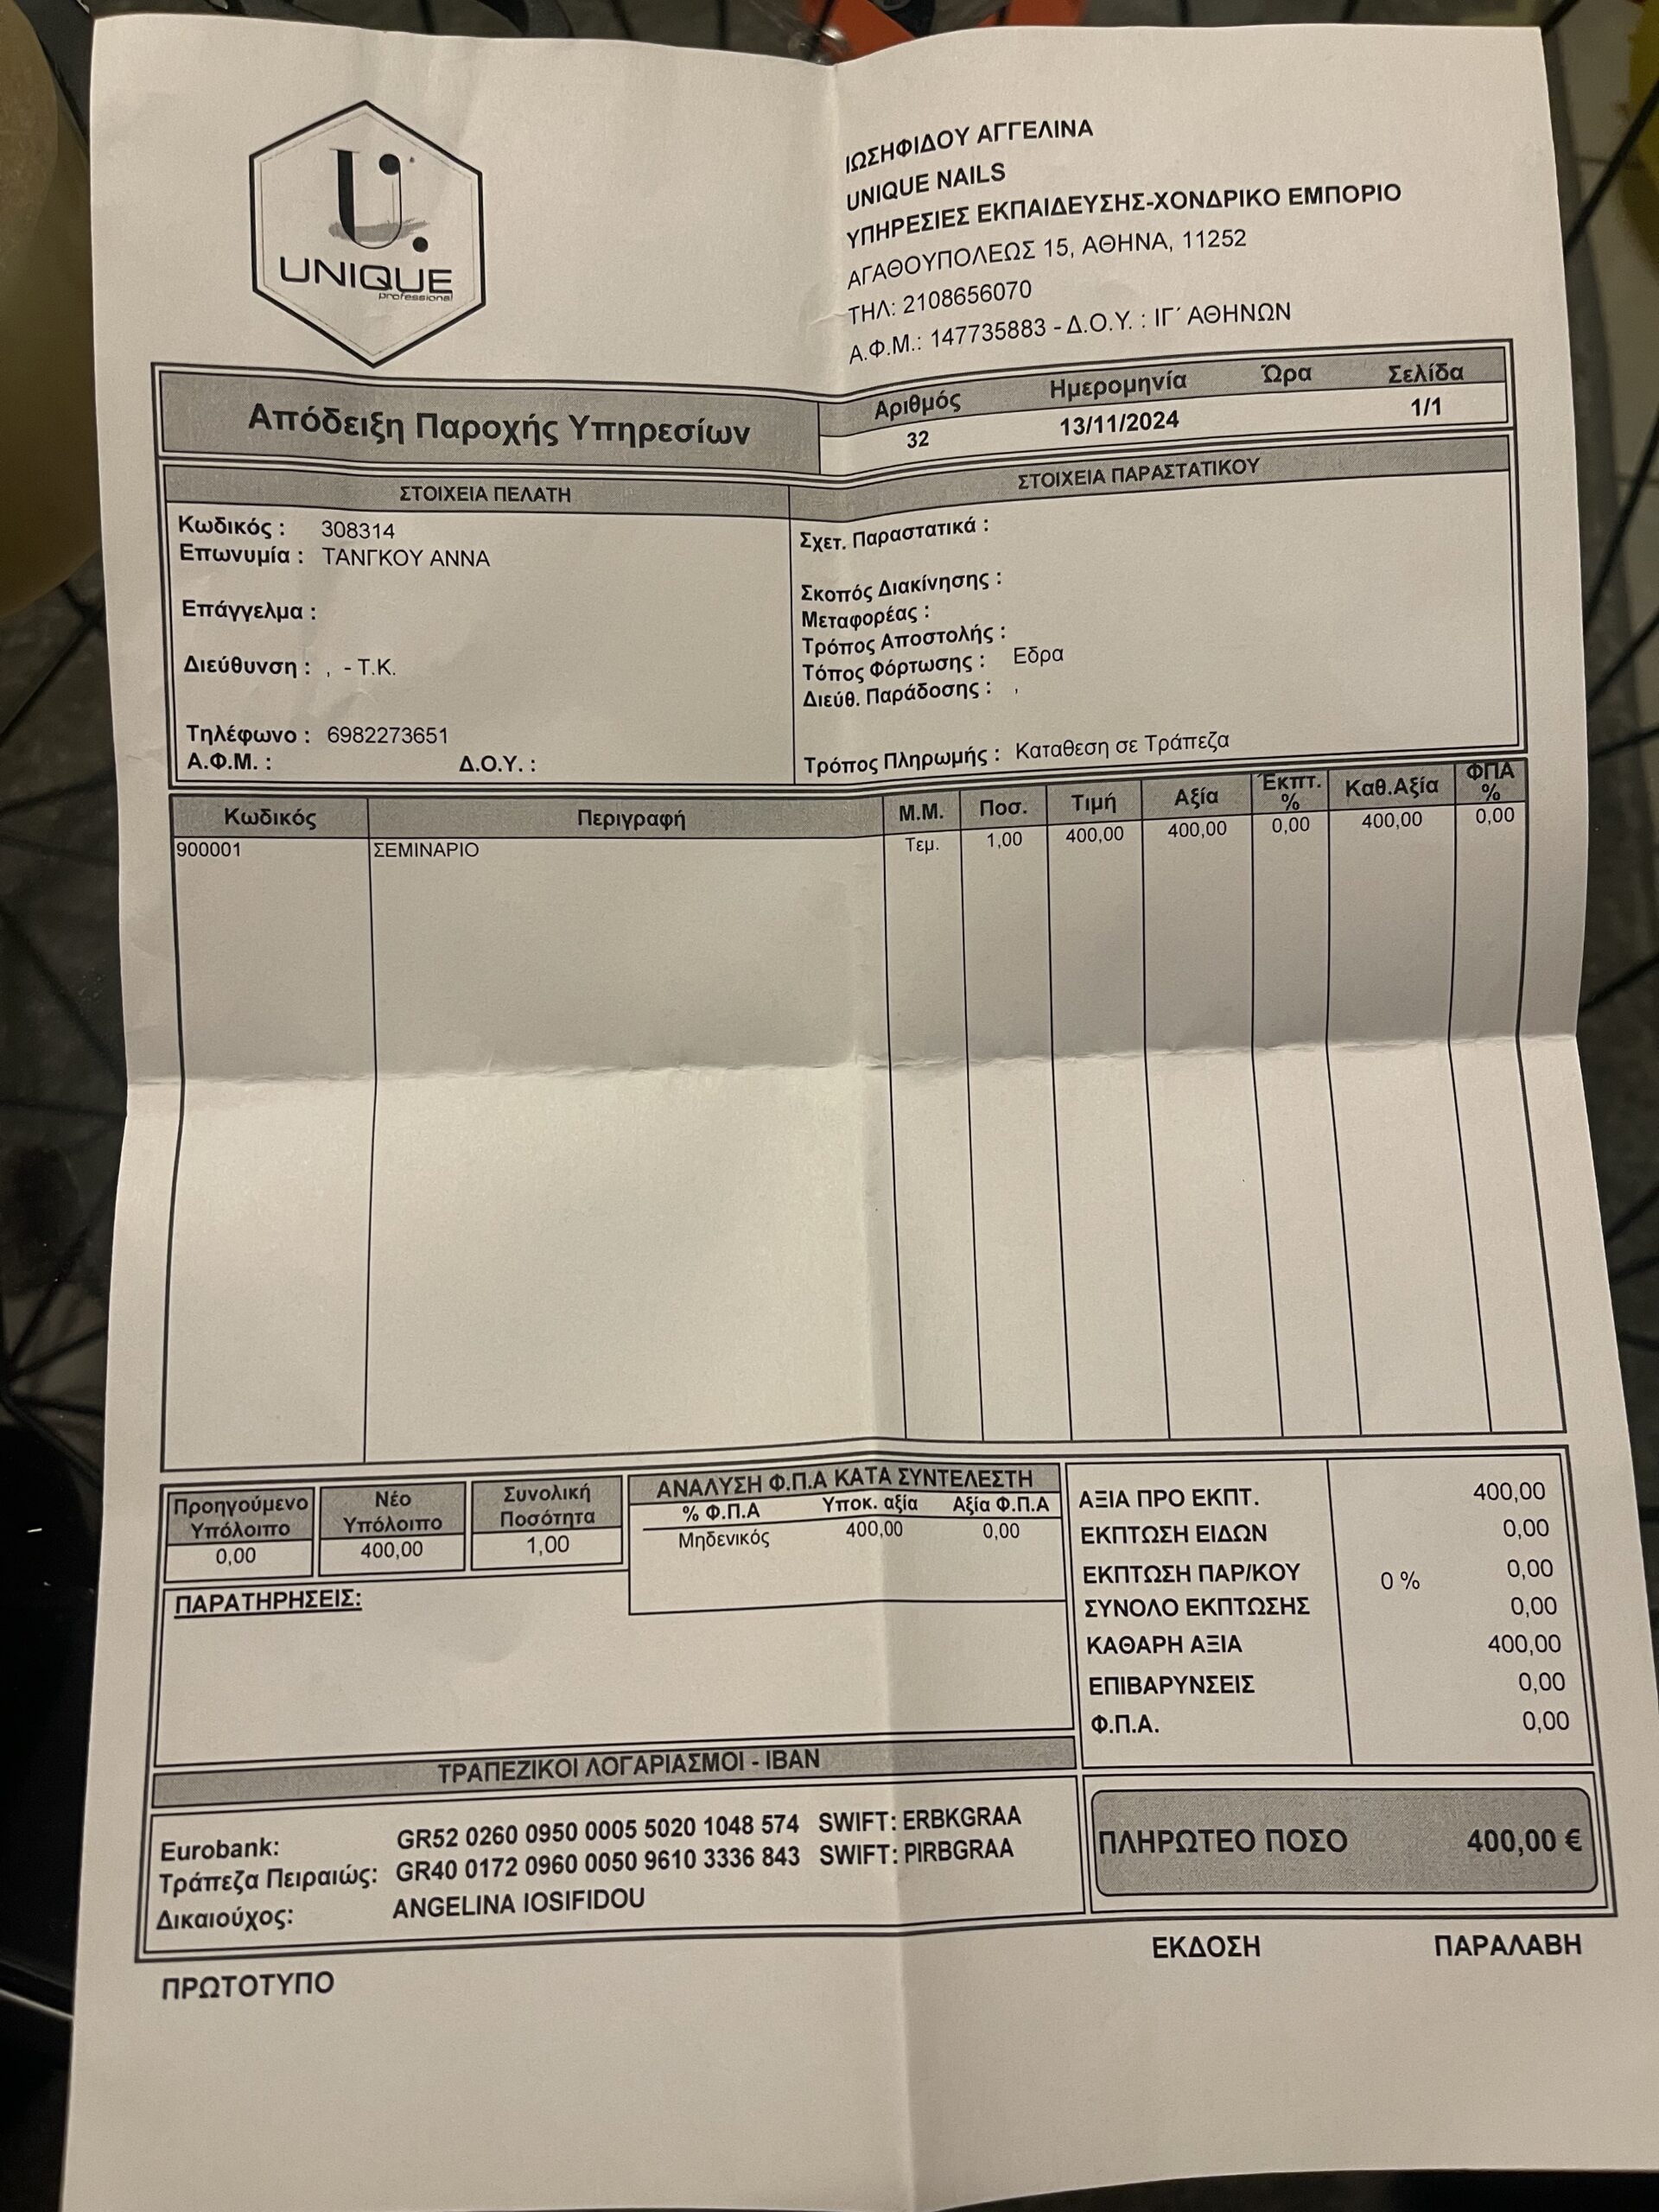 U.
UNIQUE
professional
ΙΩΣΗΦΙΔΟΥ ΑΓΓΕΛΙΝΑ
UNIQUE NAILS
ΥΠΗΡΕΣΙΕΣ ΕΚΠΑΙΔΕΥΣΗΣ-ΧΟΝΔΡΙΚΟ ΕΜΠΟΡΙΟ
ΑΓΑΘΟΥΠΟΛΕΩΣ 15, ΑΘΗΝΑ, 11252
ΤΗΛ: 2108656070
Α.Φ.Μ.: 147735883 - Δ.Ο.Υ. : ΙΓ΄ ΑΘΗΝΩΝ
Απόδειξη Παροχής Υπηρεσίων
Αριθμός Ημερομηνία Ώρα Σελίδα
32 13/11/2024 1/1
ΣΤΟΙΧΕΙΑ ΠΕΛΑΤΗ
Κωδικός : 308314
Επωνυμία : ΤΑΝΓΚΟΥ ΑΝΝΑ
Επάγγελμα :
Διεύθυνση : , - Τ.Κ.
Τηλέφωνο : 6982273651
Α.Φ.Μ. : Δ.Ο.Υ. :
ΣΤΟΙΧΕΙΑ ΠΑΡΑΣΤΑΤΙΚΟΥ
Σχετ. Παραστατικά :
Σκοπός Διακίνησης :
Μεταφορέας :
Τρόπος Αποστολής :
Τόπος Φόρτωσης : Εδρα
Διεύθ. Παράδοσης : ,
Τρόπος Πληρωμής : Καταθεση σε Τράπεζα
Κωδικός Περιγραφή Μ.Μ. Ποσ. Τιμή Αξία Έκπτ. % Καθ.Αξία ΦΠΑ %
900001 ΣΕΜΙΝΑΡΙΟ Τεμ. 1,00 400,00 400,00 0,00 400,00 0,00
Προηγούμενο Υπόλοιπο
0,00
Νέο Υπόλοιπο
400,00
Συνολική Ποσότητα
1,00
ΑΝΑΛΥΣΗ Φ.Π.Α ΚΑΤΑ ΣΥΝΤΕΛΕΣΤΗ
% Φ.Π.Α Υποκ. αξία Αξία Φ.Π.Α
Μηδενικός 400,00 0,00
ΠΑΡΑΤΗΡΗΣΕΙΣ:
ΑΞΙΑ ΠΡΟ ΕΚΠΤ. 400,00
ΕΚΠΤΩΣΗ ΕΙΔΩΝ 0,00
ΕΚΠΤΩΣΗ ΠΑΡ/ΚΟΥ 0 % 0,00
ΣΥΝΟΛΟ ΕΚΠΤΩΣΗΣ 0,00
ΚΑΘΑΡΗ ΑΞΙΑ 400,00
ΕΠΙΒΑΡΥΝΣΕΙΣ 0,00
Φ.Π.Α. 0,00
ΤΡΑΠΕΖΙΚΟΙ ΛΟΓΑΡΙΑΣΜΟΙ - IBAN
Eurobank: GR52 0260 0950 0005 5020 1048 574 SWIFT: ERBKGRAA
Τράπεζα Πειραιώς: GR40 0172 0960 0050 9610 3336 843 SWIFT: PIRBGRAA
Δικαιούχος: ANGELINA IOSIFIDOU
ΠΛΗΡΩΤΕΟ ΠΟΣΟ 400,00 €
ΕΚΔΟΣΗ ΠΑΡΑΛΑΒΗ
ΠΡΩΤΟΤΥΠΟ